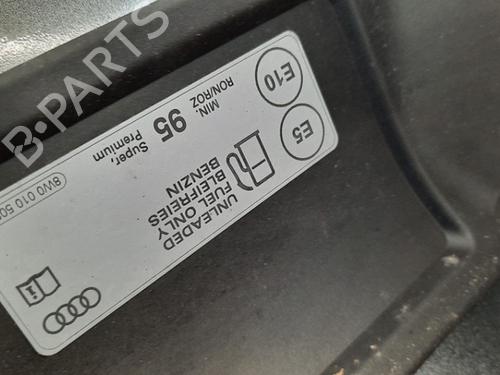 B-PARTS
E10
E5
MIN.
RON/ROZ
95
Super,
Premium
UNLEADED
FUEL ONLY
BLEIFREIES
BENZIN
8W0 010 50
i